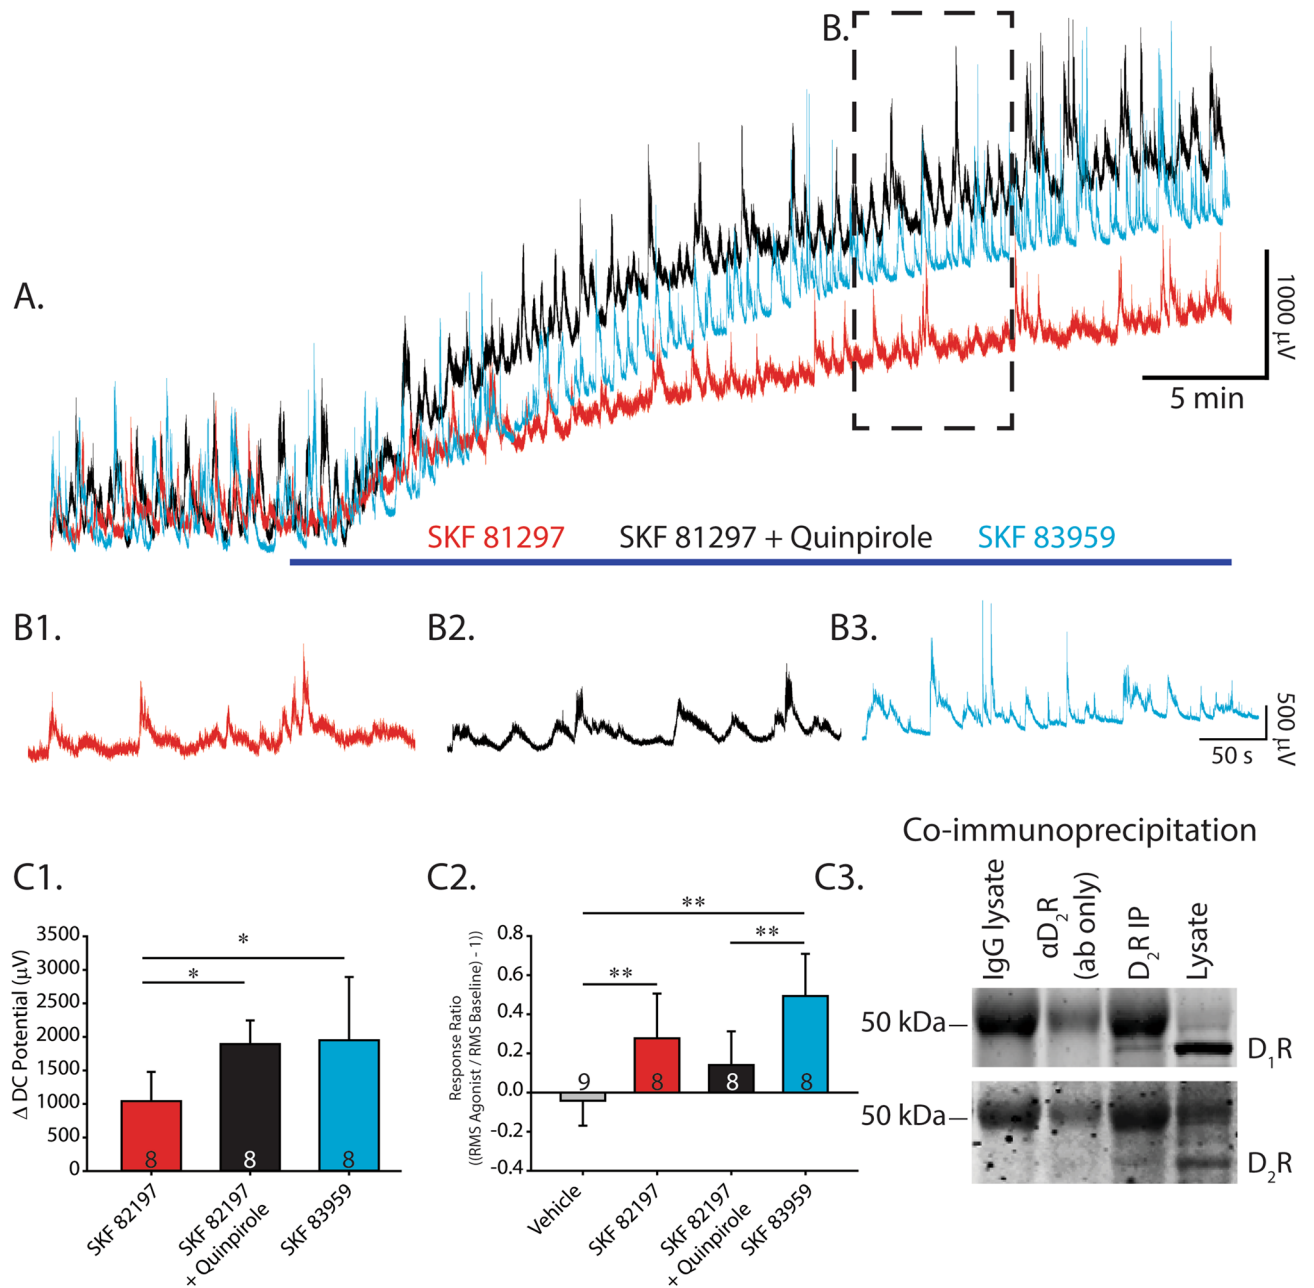 B.
A.
1000 µV
5 min
SKF 81297
SKF 81297 + Quinpirole
SKF 83959
B1.
B2.
B3.
500 µV
50 s
Co-immunoprecipitation
C1.
C2.
C3.
Δ DC Potential (µV)
3500
3000
2500
2000
1500
1000
500
0
*
*
8
8
8
SKF 82197
SKF 82197
+ Quinpirole
SKF 83959
Response Ratio
((RMS Agonist / RMS Baseline) - 1))
0.8
0.6
0.4
0.2
0.0
-0.2
-0.4
**
**
**
9
8
8
8
Vehicle
SKF 82197
SKF 82197
+ Quinpirole
SKF 83959
IgG lysate
αD₂R
(ab only)
D₂R IP
Lysate
50 kDa
D₁R
50 kDa
D₂R